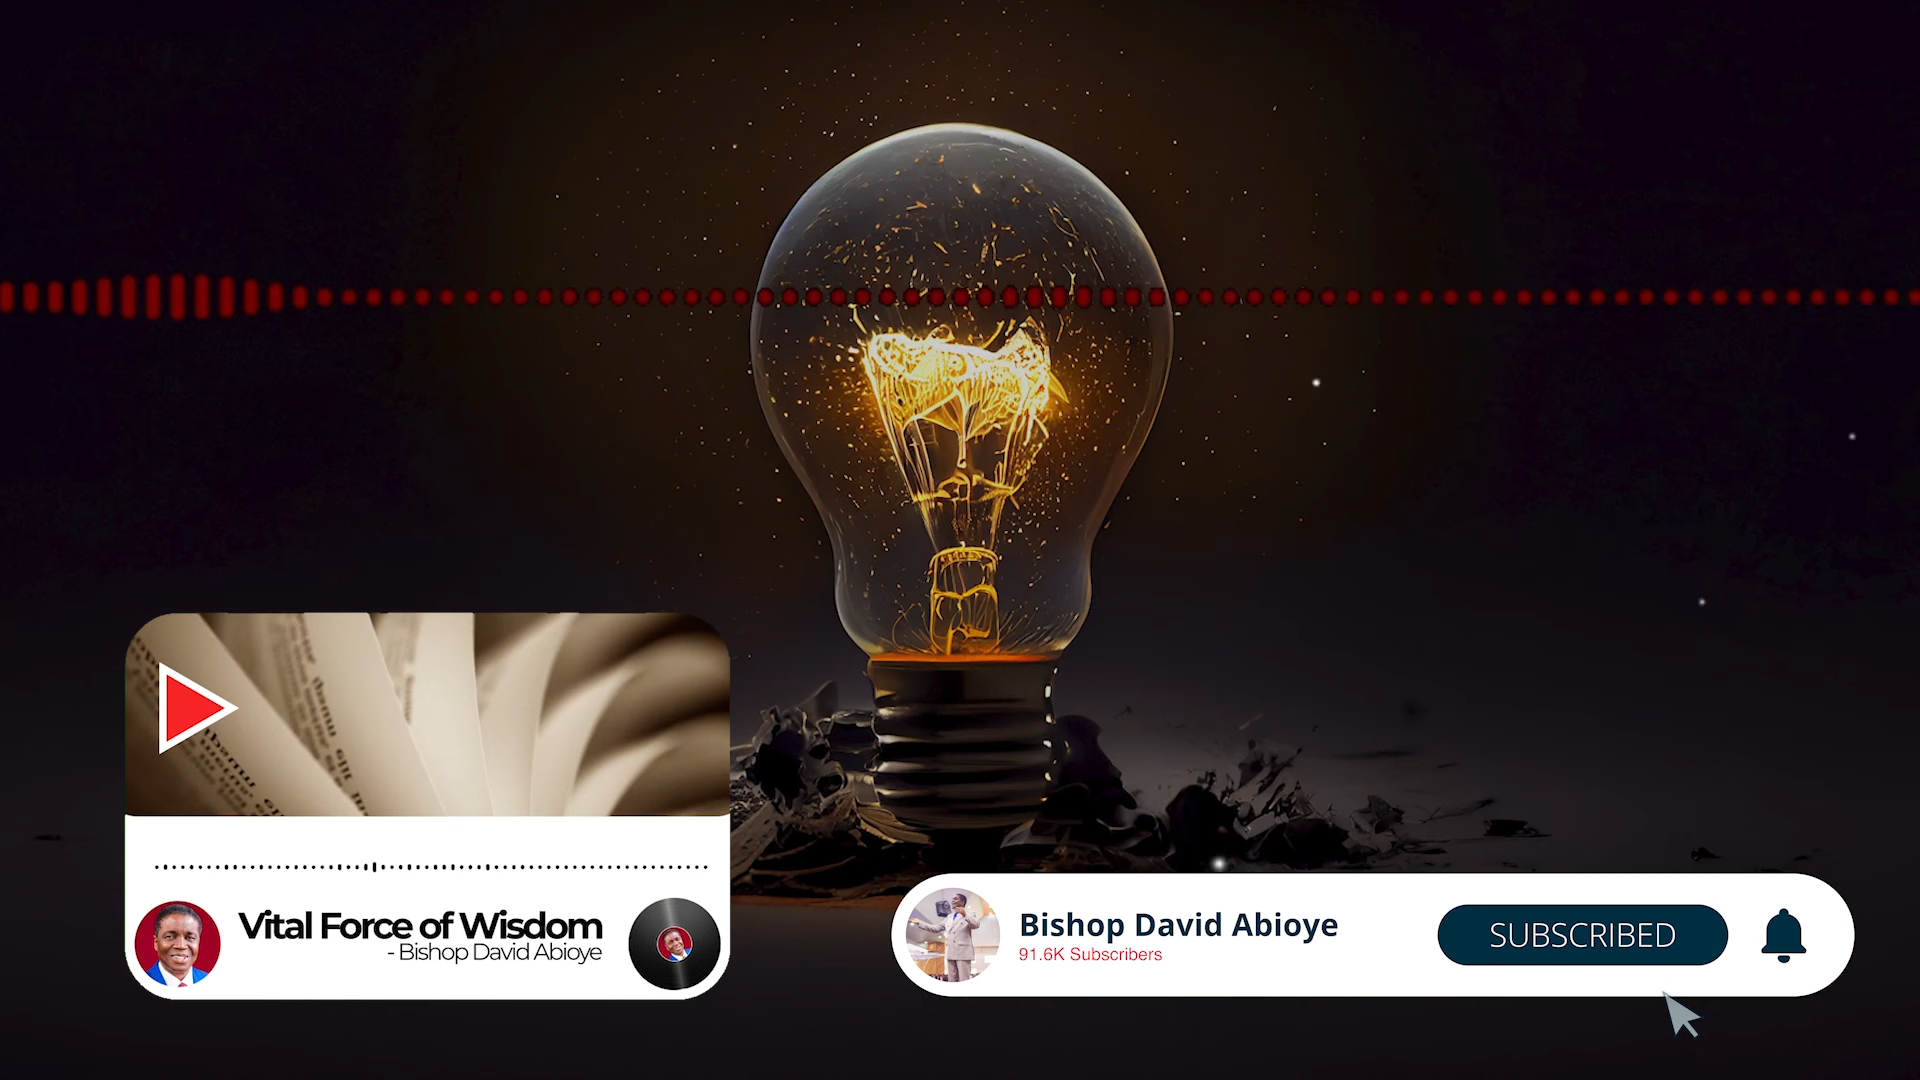 Vital Force of Wisdom
- Bishop David Abioye
Bishop David Abioye
91.6K Subscribers
SUBSCRIBED